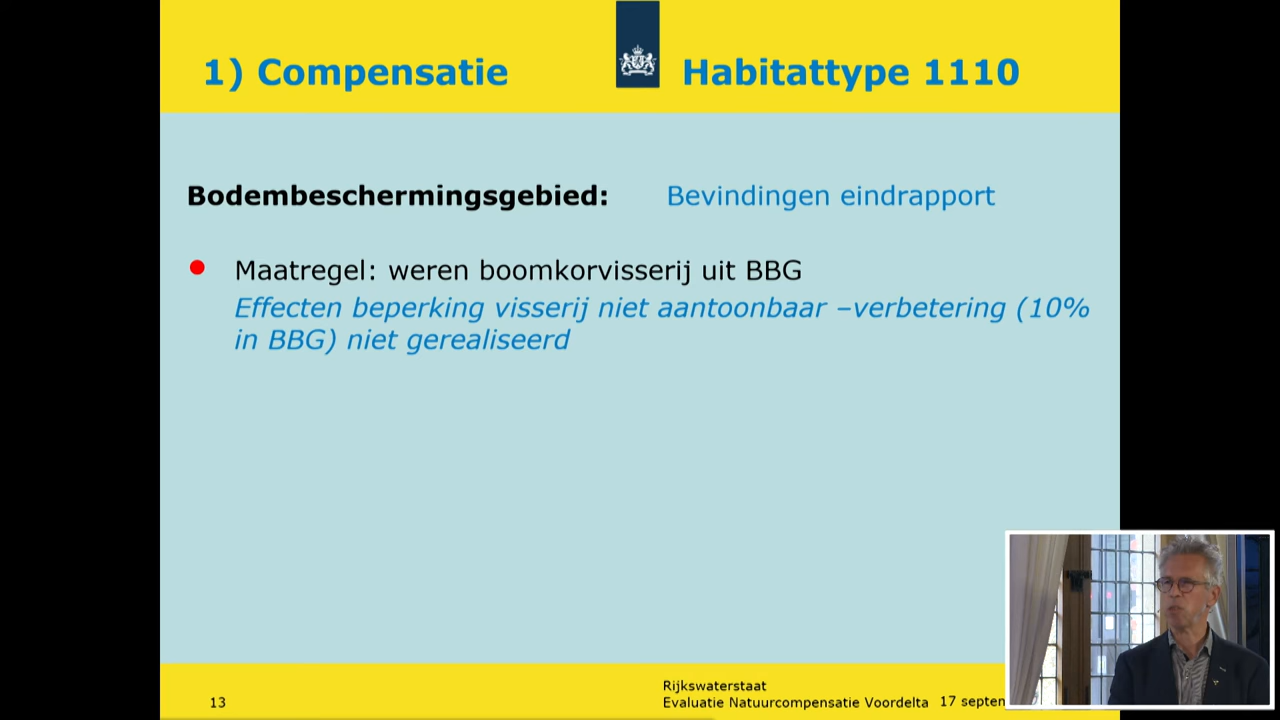 1) Compensatie Habitattype 1110
Bodembeschermingsgebied: Bevindingen eindrapport
Maatregel: weren boomkorvisserij uit BBG
Effecten beperking visserij niet aantoonbaar –verbetering (10%
in BBG) niet gerealiseerd
13
Rijkswaterstaat
Evaluatie Natuurcompensatie Voordelta 17